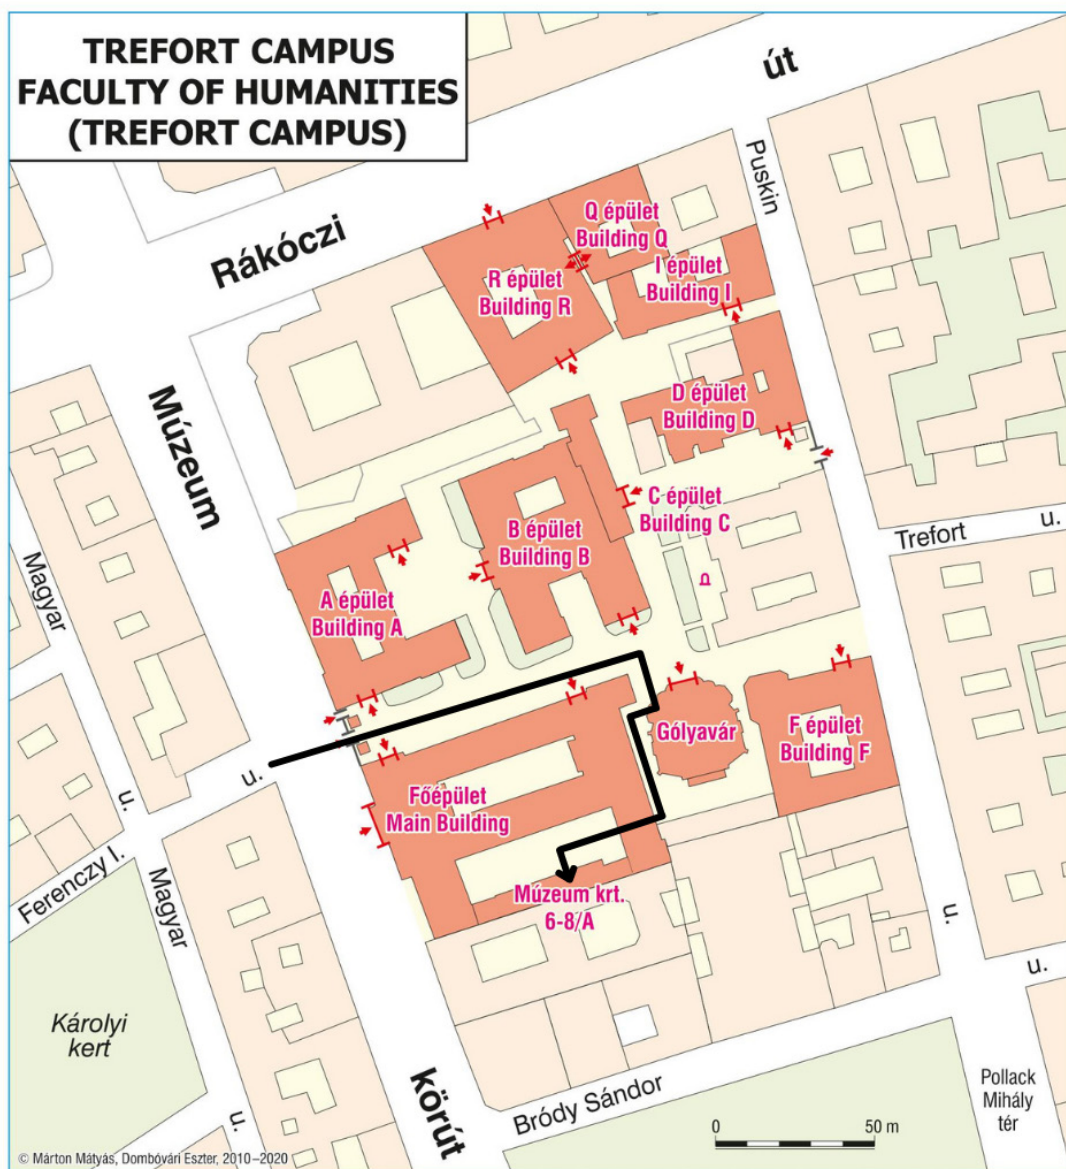 TREFORT CAMPUS
FACULTY OF HUMANITIES
(TREFORT CAMPUS)
út
Puskin
Rákóczi
Q épület
Building Q
R épület
Building R
I épület
Building I
Múzeum
D épület
Building D
C épület
Building C
B épület
Building B
Trefort
u.
Magyar
A épület
Building A
P
Gólyavár
F épület
Building F
u.
u.
Főépület
Main Building
Ferenczy I.
Magyar
Múzeum krt.
6-8/A
u.
u.
Károlyi
kert
körút
Bródy Sándor
Pollack
Mihály
tér
u.
0
50 m
© Márton Mátyás, Dombóvári Eszter, 2010–2020